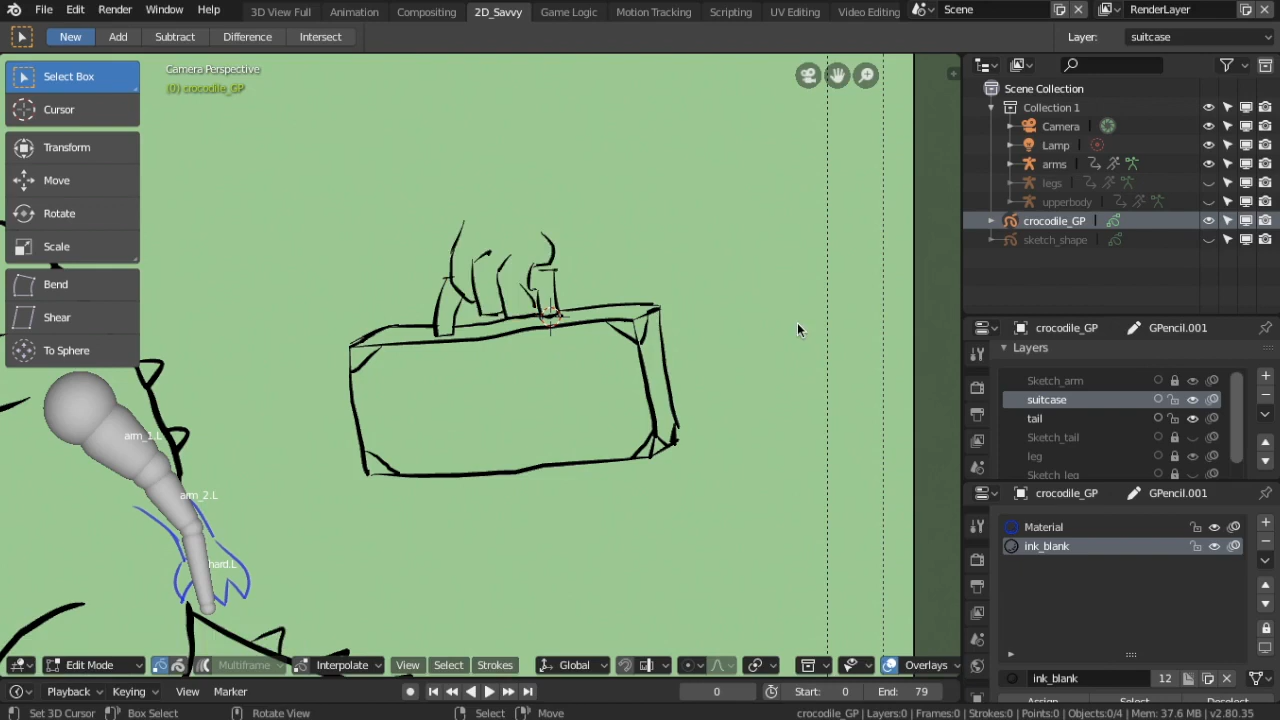 File Edit Render Window Help 3D View Full Animation Compositing 2D_Savvy Game Logic Motion Tracking Scripting UV Editing Video Editing Scene RenderLayer
New Add Subtract Difference Intersect Layer: suitcase
Camera Perspective
(0) crocodile_GP
Select Box
Cursor
Transform
Move
Rotate
Scale
Bend
Shear
To Sphere
arm_1.L
arm_2.L
hard.L
Scene Collection
Collection 1
Camera
Lamp
arms
legs
upperbody
crocodile_GP
sketch_shape
crocodile_GP GPencil.001
Layers
Sketch_arm
suitcase
tail
Sketch_tail
leg
Sketch_leg
crocodile_GP GPencil.001
Material
ink_blank
ink_blank 12
Assign Select Deselect
Edit Mode Multiframe Interpolate View Select Strokes Global Overlays
Playback Keying View Marker 0 Start: 0 End: 79
Set 3D Cursor Box Select Rotate View Select Move crocodile_GP | Layers:0 | Frames:0 | Strokes:0 | Points:0 | Objects:0/4 | Mem: 37.6 MB | v2.80.35